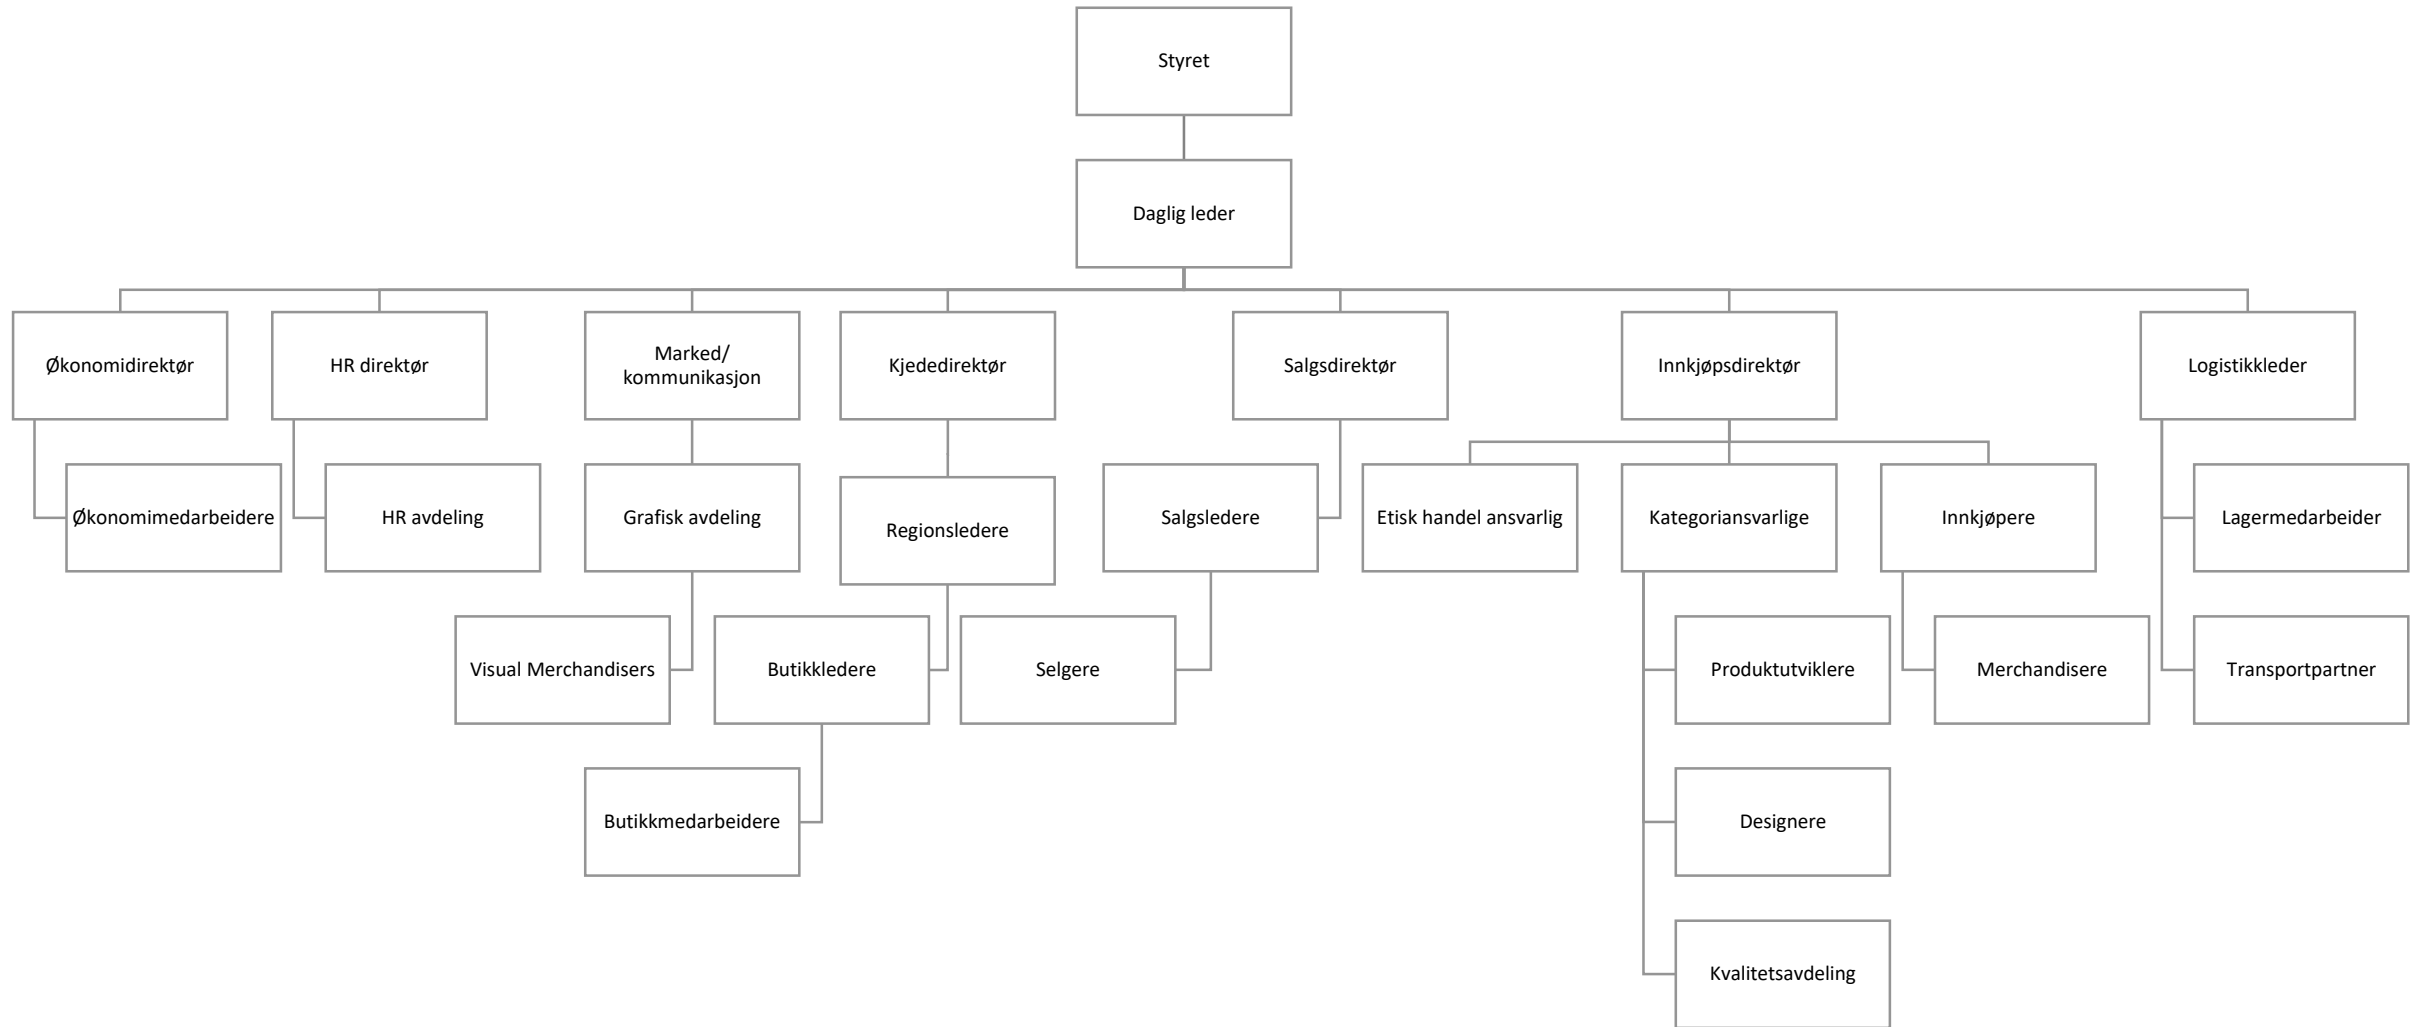 Styret
Daglig leder
Økonomidirektør
HR direktør
Marked/
kommunikasjon
Kjededirektør
Salgsdirektør
Innkjøpsdirektør
Logistikkleder
Økonomimedarbeidere
HR avdeling
Grafisk avdeling
Regionsledere
Salgsledere
Etisk handel ansvarlig
Kategoriansvarlige
Innkjøpere
Lagermedarbeider
Visual Merchandisers
Butikkledere
Selgere
Produktutviklere
Merchandisere
Transportpartner
Butikkmedarbeidere
Designere
Kvalitetsavdeling